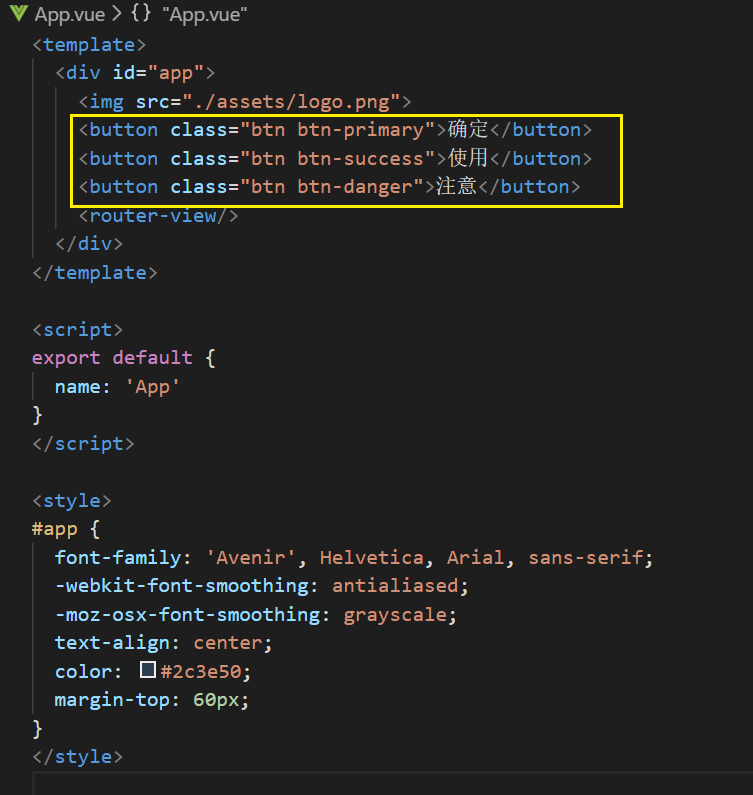 App.vue > {} "App.vue"
<template>
  <div id="app">
    <img src="./assets/logo.png">
    <button class="btn btn-primary">确定</button>
    <button class="btn btn-success">使用</button>
    <button class="btn btn-danger">注意</button>
    <router-view/>
  </div>
</template>

<script>
export default {
  name: 'App'
}
</script>

<style>
#app {
  font-family: 'Avenir', Helvetica, Arial, sans-serif;
  -webkit-font-smoothing: antialiased;
  -moz-osx-font-smoothing: grayscale;
  text-align: center;
  color: #2c3e50;
  margin-top: 60px;
}
</style>